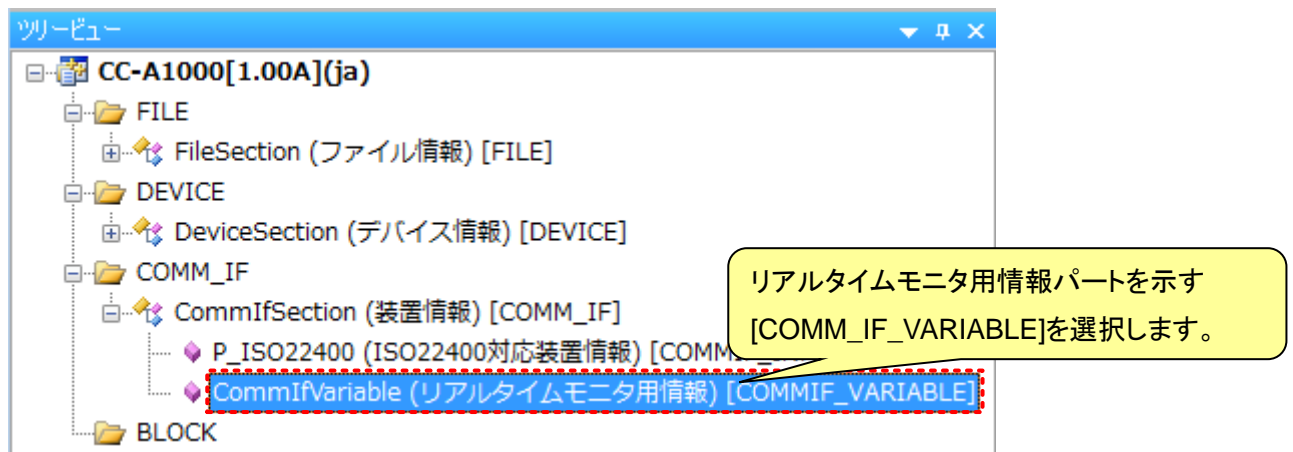 ツリービュー
CC-A1000[1.00A](ja)
FILE
FileSection (ファイル情報) [FILE]
DEVICE
DeviceSection (デバイス情報) [DEVICE]
COMM_IF
CommIfSection (装置情報) [COMM_IF]
P_ISO22400 (ISO22400対応装置情報)
CommIfVariable (リアルタイムモニタ用情報) [COMMIF_VARIABLE]
BLOCK
リアルタイムモニタ用情報パートを示す
[COMM_IF_VARIABLE]を選択します。